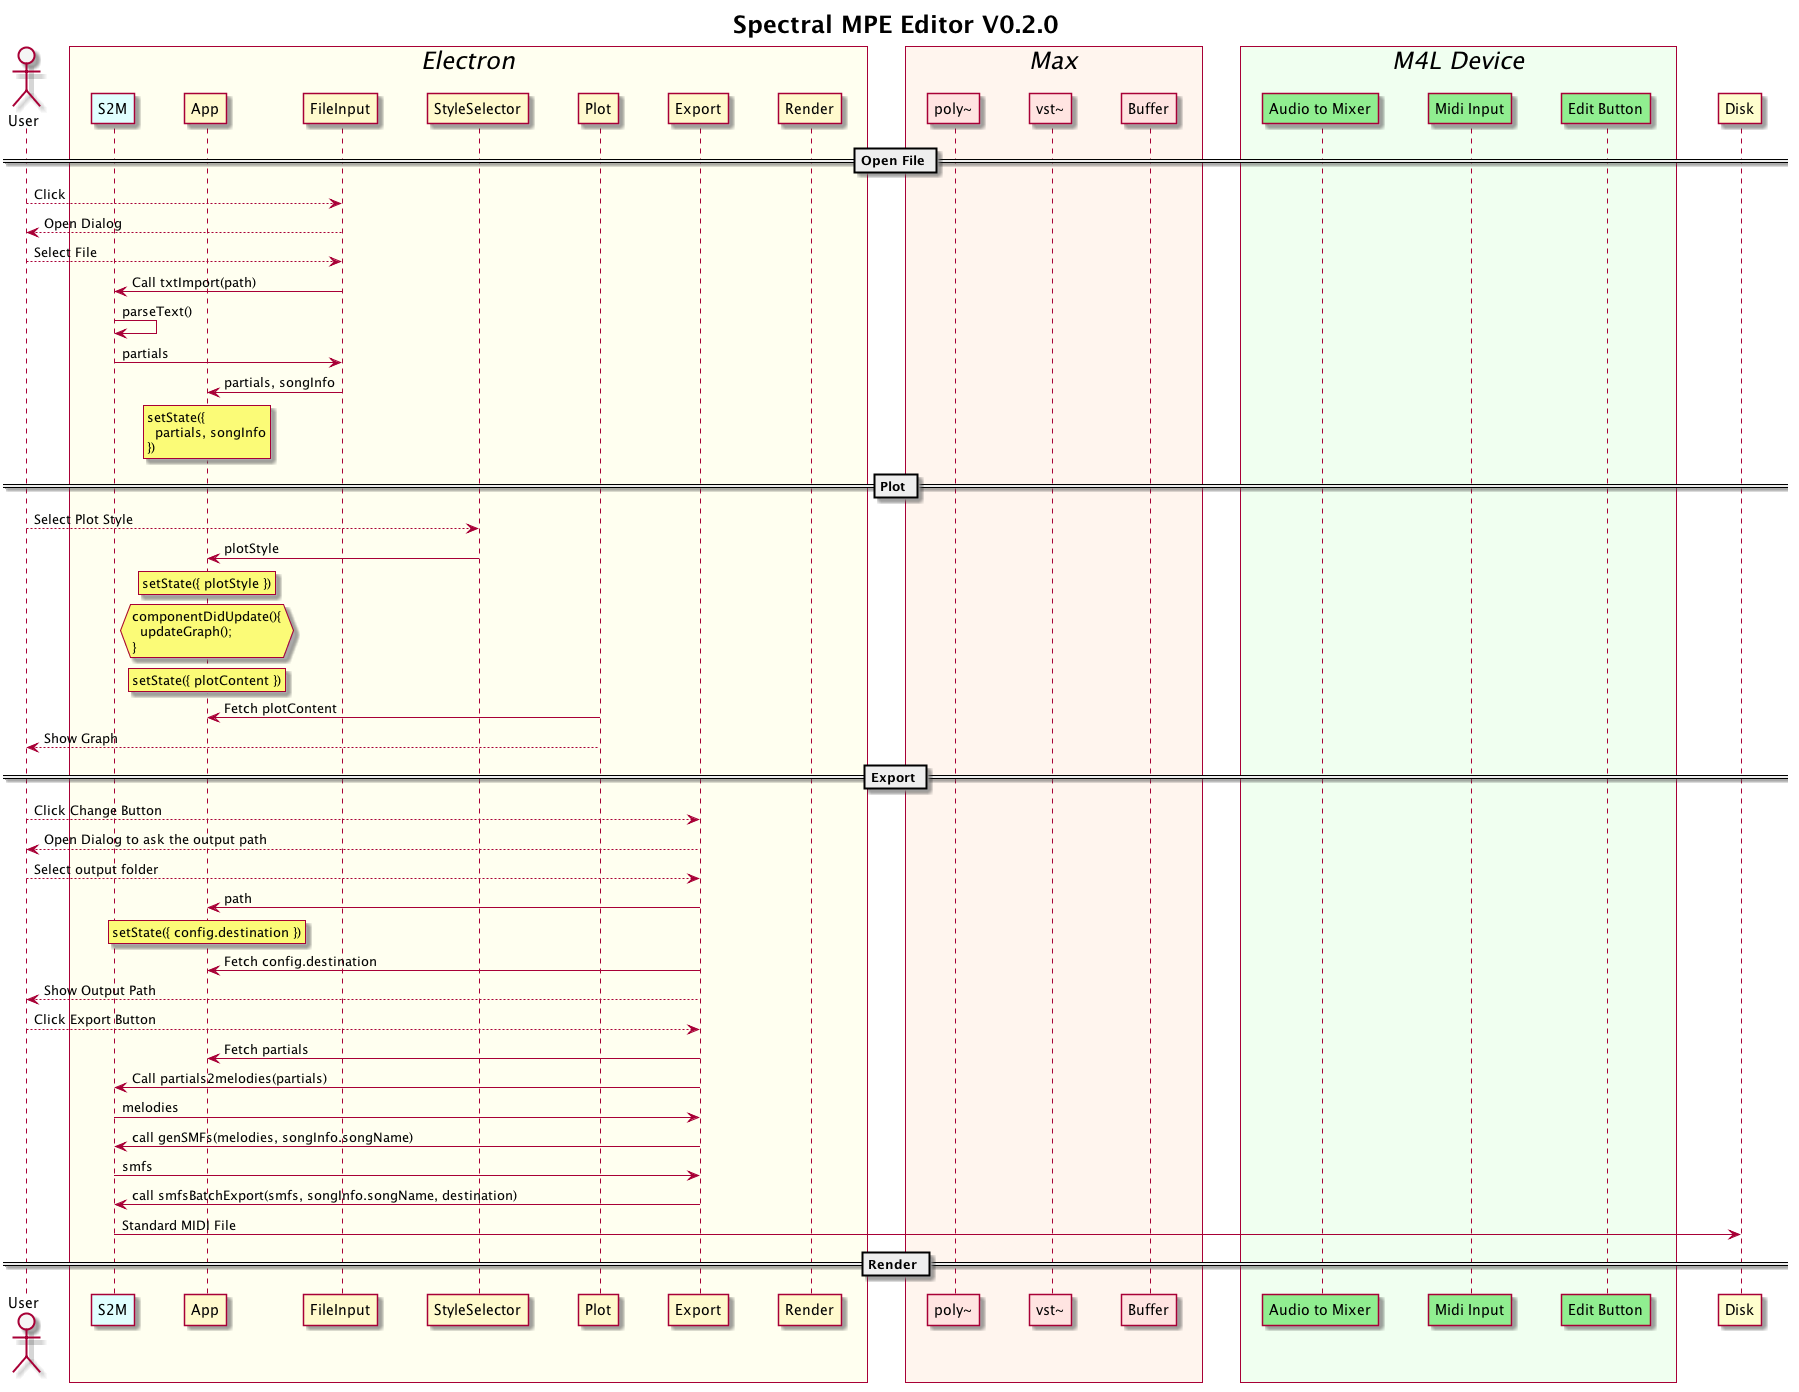 Spectral MPE Editor V0.2.0
Electron
Max
M4L Device
User
S2M
App
FileInput
StyleSelector
Plot
Export
Render
poly~
vst~
Buffer
Audio to Mixer
Midi Input
Edit Button
Disk
Open File
Click
Open Dialog
Select File
Call txtImport(path)
parseText()
partials
partials, songInfo
setState({
partials, songInfo
})
Plot
Select Plot Style
plotStyle
setState({ plotStyle })
componentDidUpdate(){
updateGraph();
}
setState({ plotContent })
Fetch plotContent
Show Graph
Export
Click Change Button
Open Dialog to ask the output path
Select output folder
path
setState({ config.destination })
Fetch config.destination
Show Output Path
Click Export Button
Fetch partials
Call partials2melodies(partials)
melodies
call genSMFs(melodies, songInfo.songName)
smfs
call smfsBatchExport(smfs, songInfo.songName, destination)
Standard MIDI File
Render
User
S2M
App
FileInput
StyleSelector
Plot
Export
Render
poly~
vst~
Buffer
Audio to Mixer
Midi Input
Edit Button
Disk